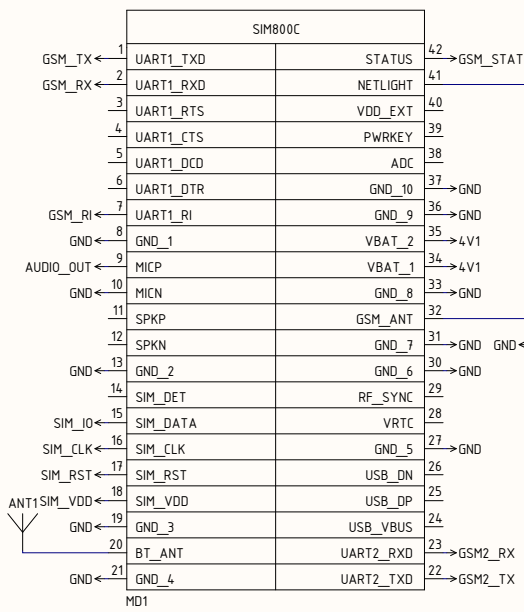 SIM800C
GSM_TX 1 UART1_TXD STATUS 42 GSM_STAT
GSM_RX 2 UART1_RXD NETLIGHT 41
3 UART1_RTS VDD_EXT 40
4 UART1_CTS PWRKEY 39
5 UART1_DCD ADC 38
6 UART1_DTR GND_10 37 GND
GSM_RI 7 UART1_RI GND_9 36 GND
GND 8 GND_1 VBAT_2 35 4V1
AUDIO_OUT 9 MICP VBAT_1 34 4V1
GND 10 MICN GND_8 33 GND
11 SPKP GSM_ANT 32
12 SPKN GND_7 31 GND GND
GND 13 GND_2 GND_6 30 GND
14 SIM_DET RF_SYNC 29
SIM_IO 15 SIM_DATA VRTC 28
SIM_CLK 16 SIM_CLK GND_5 27 GND
SIM_RST 17 SIM_RST USB_DN 26
ANT1 SIM_VDD 18 SIM_VDD USB_DP 25
GND 19 GND_3 USB_VBUS 24
20 BT_ANT UART2_RXD 23 GSM2_RX
GND 21 GND_4 UART2_TXD 22 GSM2_TX
MD1